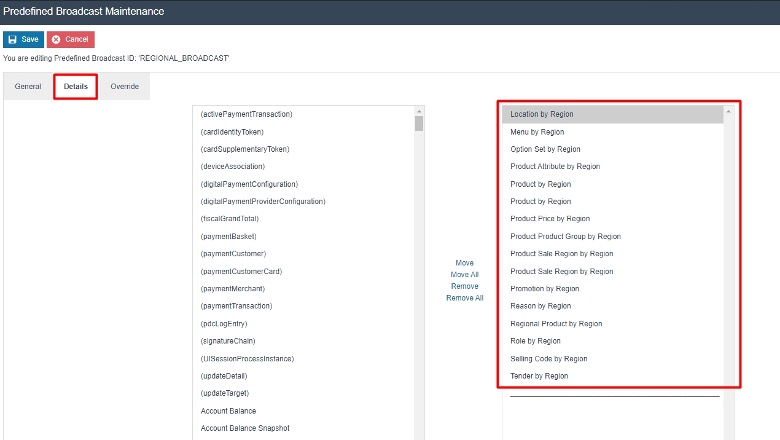 Predefined Broadcast Maintenance
Save Cancel
You are editing Predefined Broadcast ID: 'REGIONAL_BROADCAST'
General Details Override
(activePaymentTransaction)
(cardIdentityToken)
(cardSupplementaryToken)
(deviceAssociation)
(digitalPaymentConfiguration)
(digitalPaymentProviderConfiguration)
(fiscalGrandTotal)
(paymentBasket)
(paymentCustomer)
(paymentCustomerCard)
(paymentMerchant)
(paymentTransaction)
(pdcLogEntry)
(signatureChain)
(UISessionProcessInstance)
(updateDetail)
(updateTarget)
Account Balance
Account Balance Snapshot
Move
Move All
Remove
Remove All
Location by Region
Menu by Region
Option Set by Region
Product Attribute by Region
Product by Region
Product by Region
Product Price by Region
Product Product Group by Region
Product Sale Region by Region
Product Sale Region by Region
Promotion by Region
Reason by Region
Regional Product by Region
Role by Region
Selling Code by Region
Tender by Region